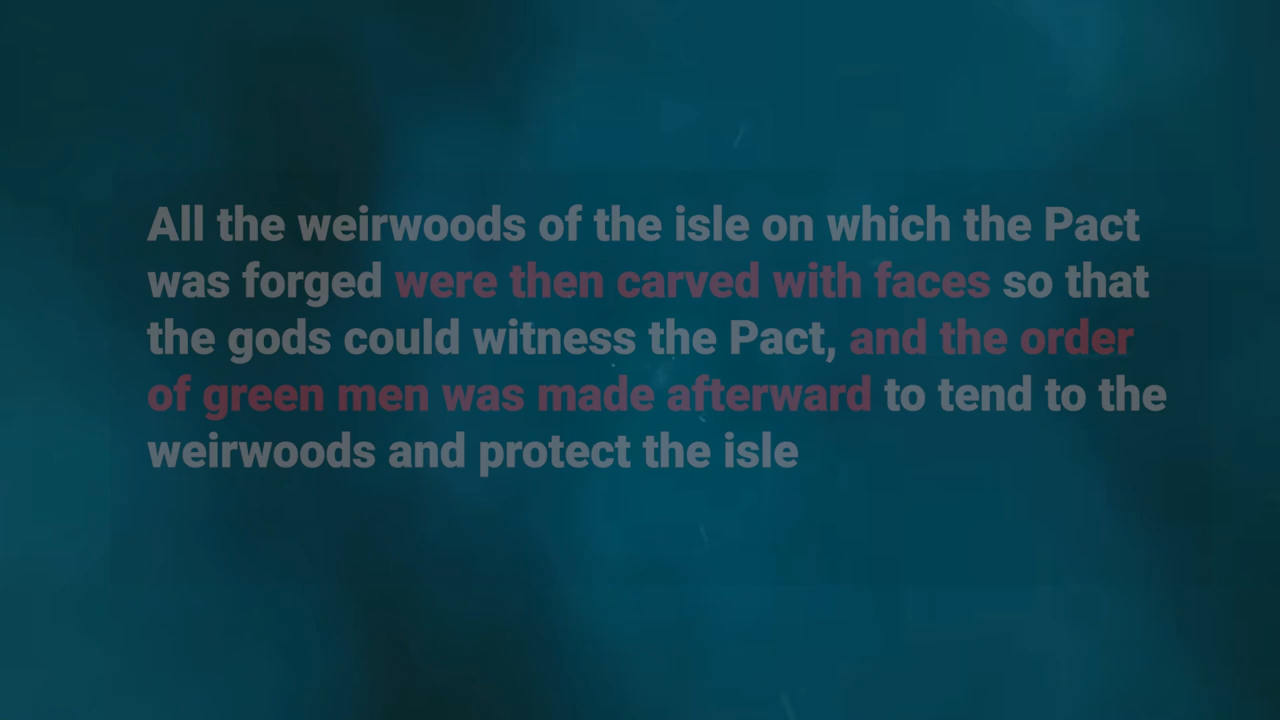 All the weirwoods of the isle on which the Pact
was forged were then carved with faces so that
the gods could witness the Pact, and the order
of green men was made afterward to tend to the
weirwoods and protect the isle